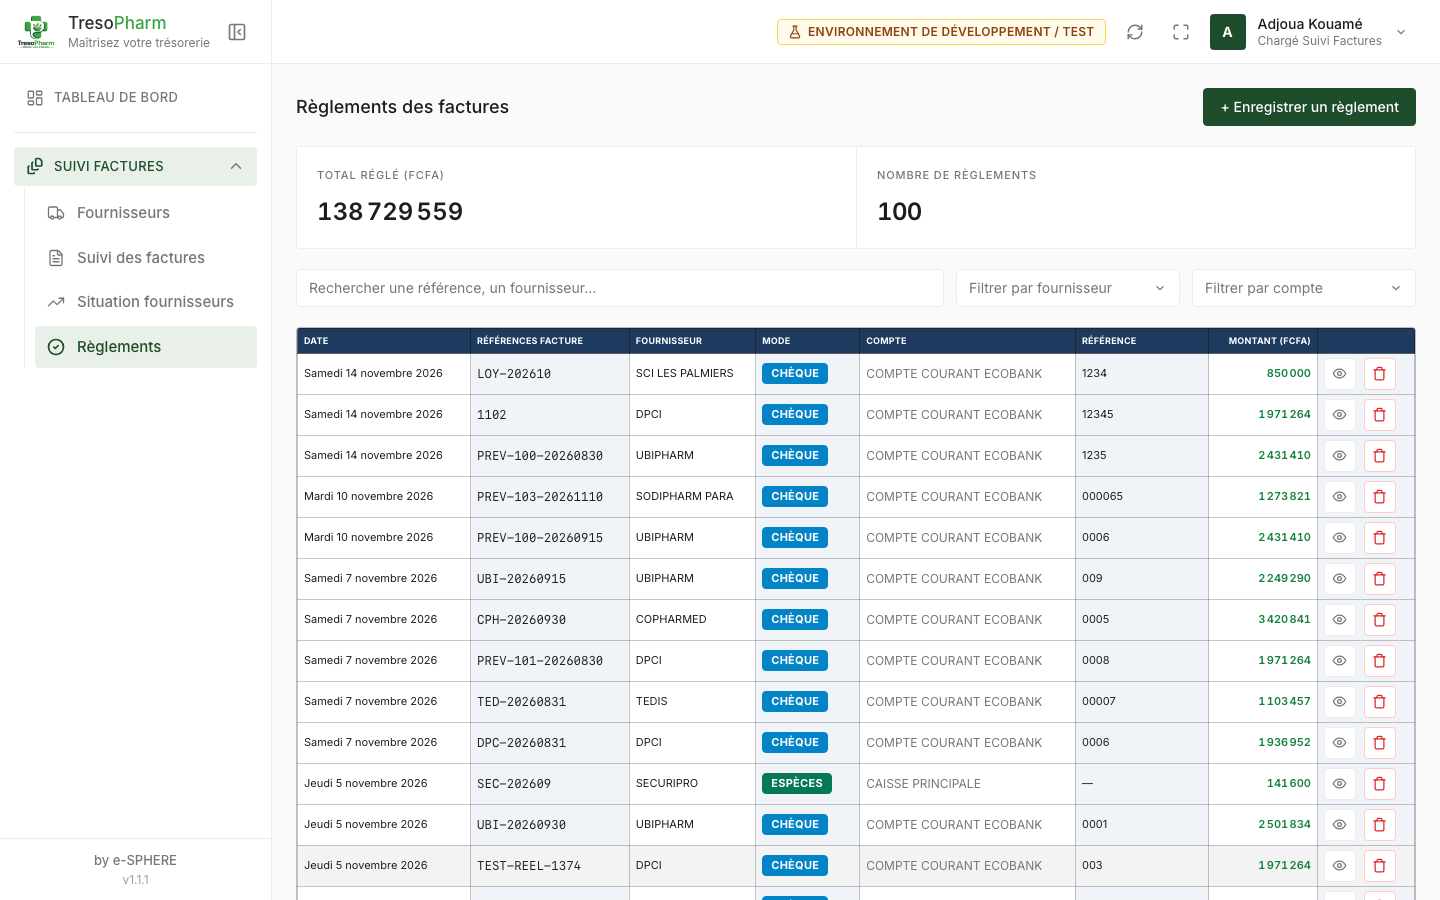 TresoPharm
TresoPharm
Maîtrisez votre trésorerie
ENVIRONNEMENT DE DÉVELOPPEMENT / TEST
A
Adjoua Kouamé
Chargé Suivi Factures
TABLEAU DE BORD
SUIVI FACTURES
Fournisseurs
Suivi des factures
Situation fournisseurs
Règlements
by e-SPHERE
v1.1.1
Règlements des factures
+ Enregistrer un règlement
TOTAL RÉGLÉ (FCFA)
138 729 559
NOMBRE DE RÈGLEMENTS
100
Rechercher une référence, un fournisseur...
Filtrer par fournisseur
Filtrer par compte
DATE RÉFÉRENCES FACTURE FOURNISSEUR MODE COMPTE RÉFÉRENCE MONTANT (FCFA)
Samedi 14 novembre 2026 LOY-202610 SCI LES PALMIERS CHÈQUE COMPTE COURANT ECOBANK 1234 850 000
Samedi 14 novembre 2026 1102 DPCI CHÈQUE COMPTE COURANT ECOBANK 12345 1 971 264
Samedi 14 novembre 2026 PREV-100-20260830 UBIPHARM CHÈQUE COMPTE COURANT ECOBANK 1235 2 431 410
Mardi 10 novembre 2026 PREV-103-20261110 SODIPHARM PARA CHÈQUE COMPTE COURANT ECOBANK 000065 1 273 821
Mardi 10 novembre 2026 PREV-100-20260915 UBIPHARM CHÈQUE COMPTE COURANT ECOBANK 0006 2 431 410
Samedi 7 novembre 2026 UBI-20260915 UBIPHARM CHÈQUE COMPTE COURANT ECOBANK 009 2 249 290
Samedi 7 novembre 2026 CPH-20260930 COPHARMED CHÈQUE COMPTE COURANT ECOBANK 0005 3 420 841
Samedi 7 novembre 2026 PREV-101-20260830 DPCI CHÈQUE COMPTE COURANT ECOBANK 0008 1 971 264
Samedi 7 novembre 2026 TED-20260831 TEDIS CHÈQUE COMPTE COURANT ECOBANK 00007 1 103 457
Samedi 7 novembre 2026 DPC-20260831 DPCI CHÈQUE COMPTE COURANT ECOBANK 0006 1 936 952
Jeudi 5 novembre 2026 SEC-202609 SECURIPRO ESPÈCES CAISSE PRINCIPALE — 141 600
Jeudi 5 novembre 2026 UBI-20260930 UBIPHARM CHÈQUE COMPTE COURANT ECOBANK 0001 2 501 834
Jeudi 5 novembre 2026 TEST-REEL-1374 DPCI CHÈQUE COMPTE COURANT ECOBANK 003 1 971 264